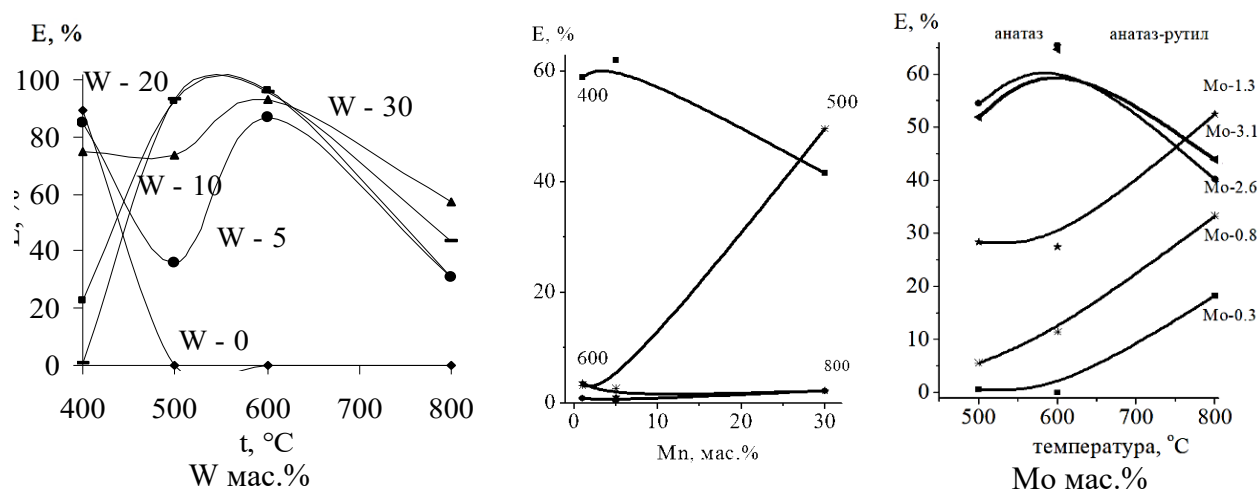 E, %
100
80
60
40
20
0
E, %
W - 20
W - 30
W - 10
W - 5
W - 0
400
500
600
700
800
t, °C
W мас.%
E, %
60
40
20
0
400
500
600
800
0
10
20
30
Mn, мас.%
E, %
анатаз
анатаз-рутил
60
50
40
30
20
10
0
Mo-1.3
Mo-3.1
Mo-2.6
Mo-0.8
Mo-0.3
500
600
700
800
температура, °C
Mo мас.%